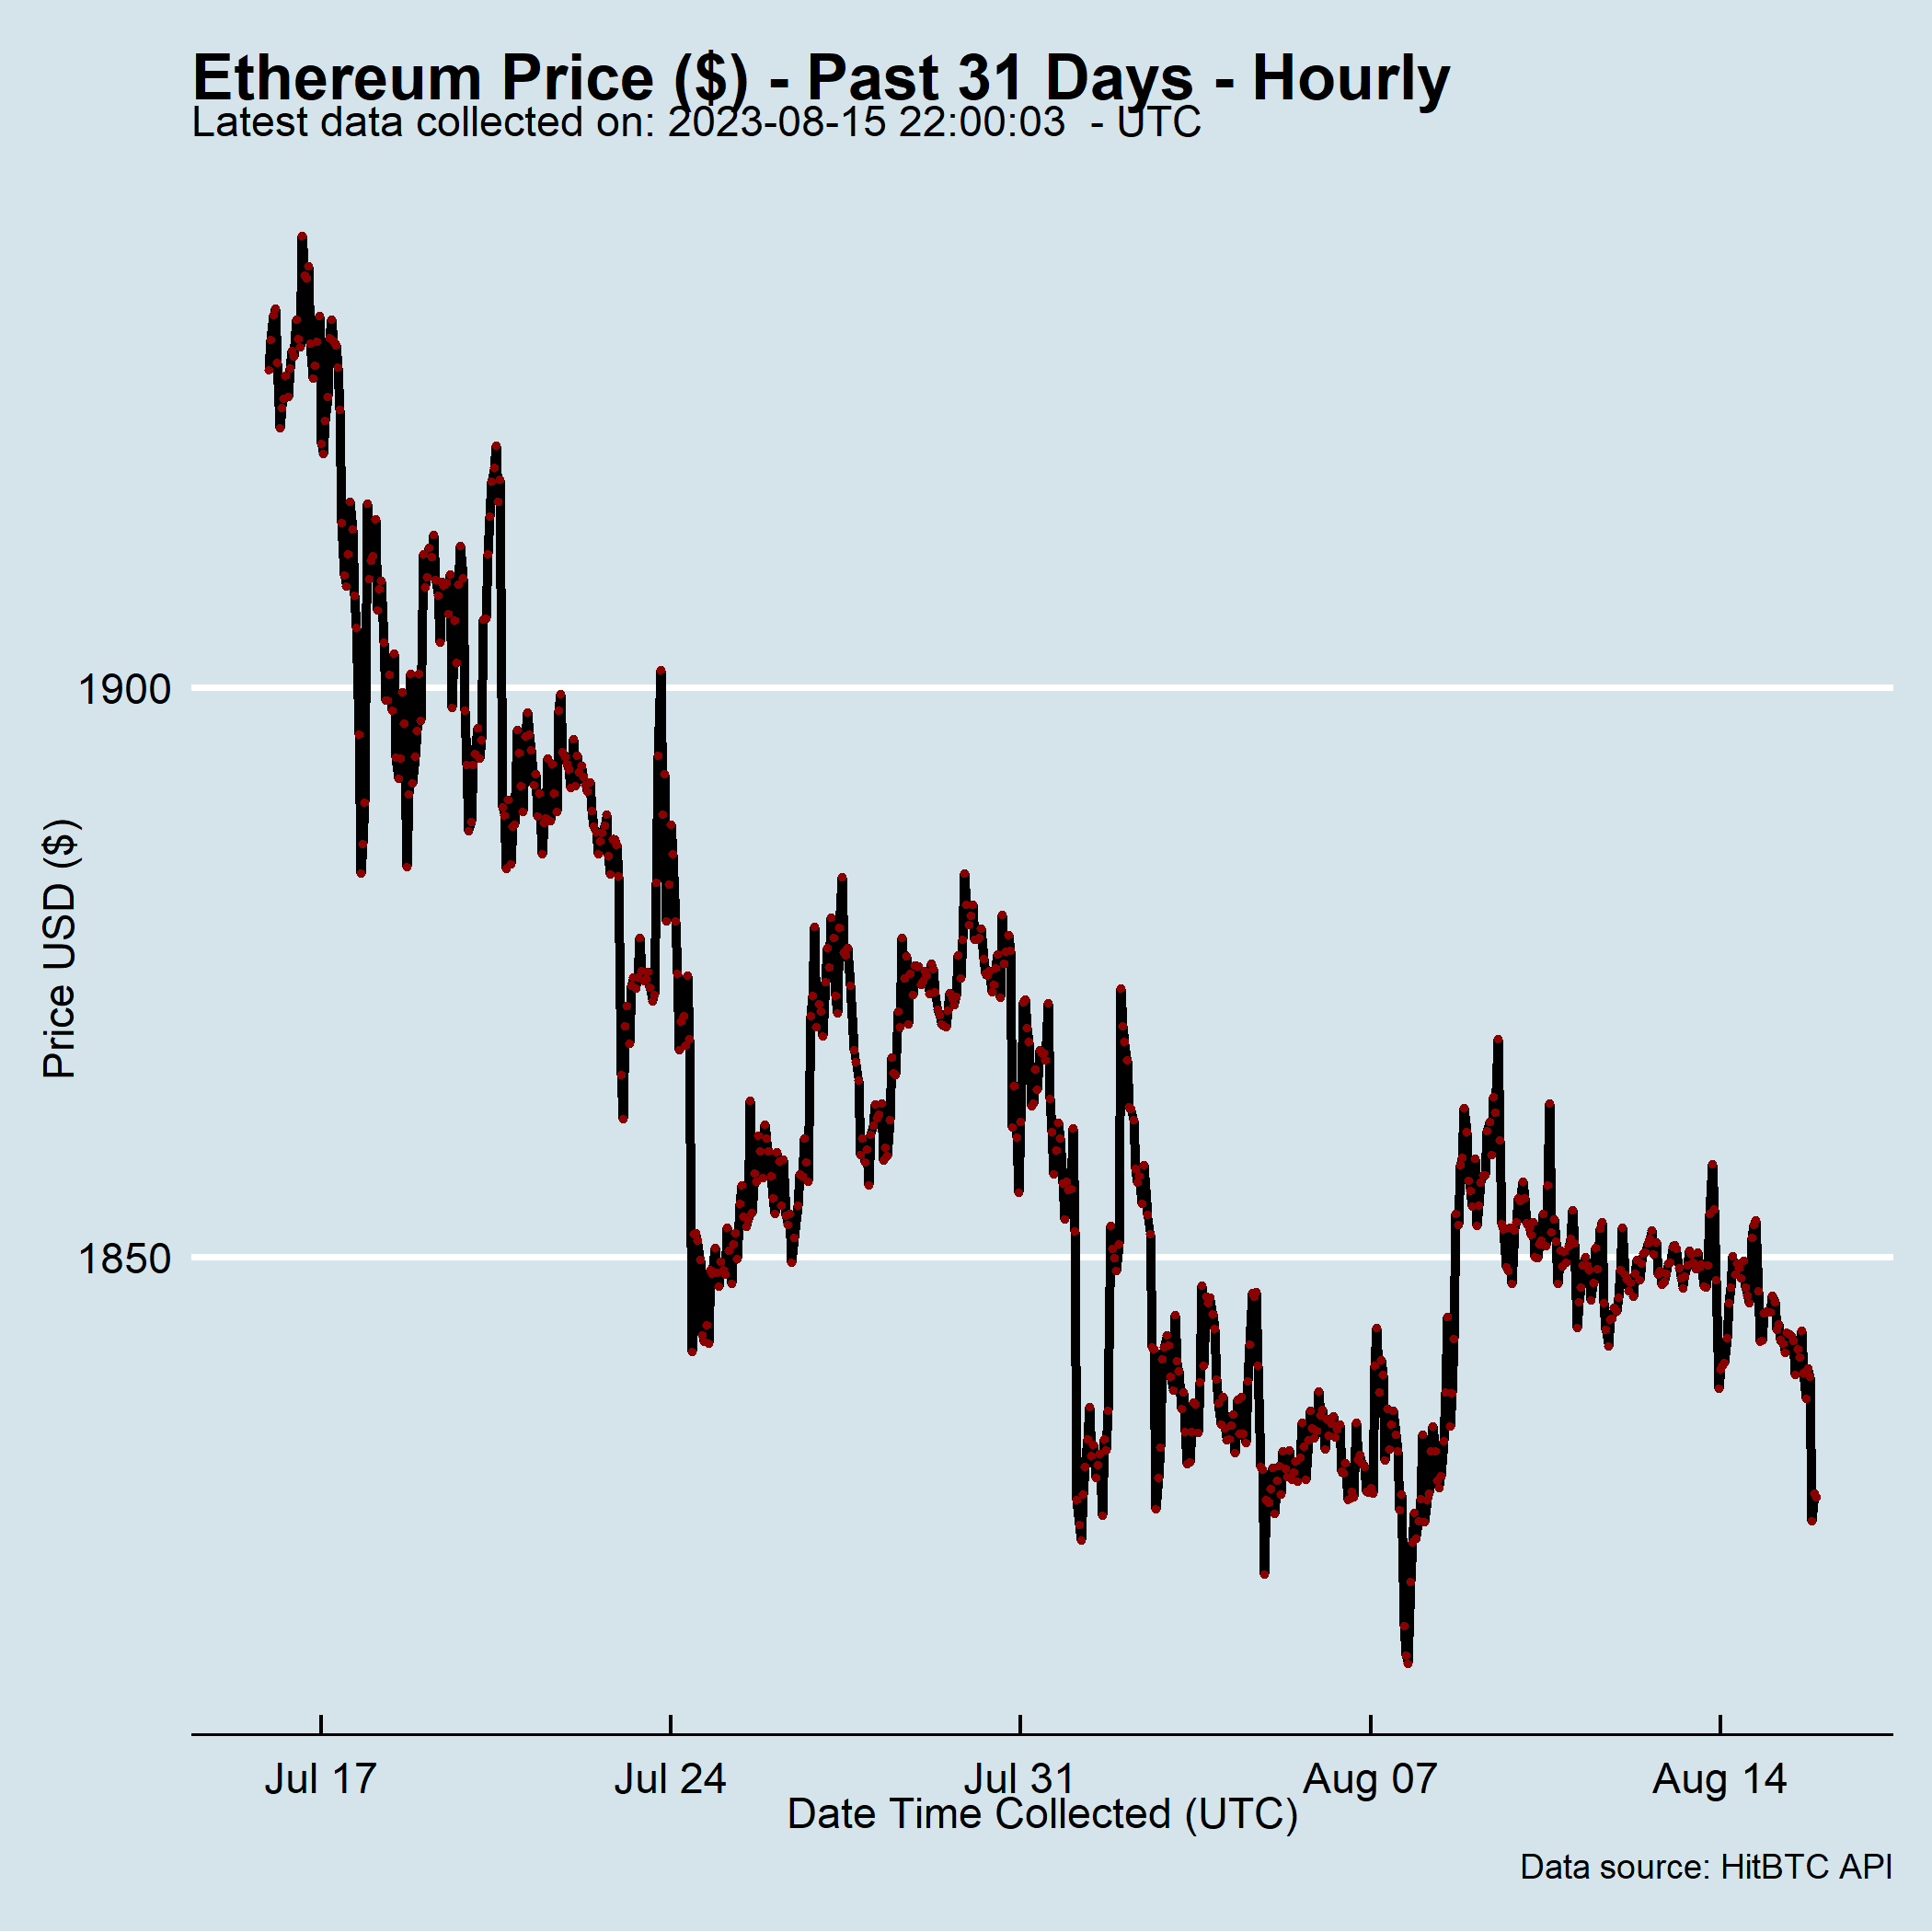 Ethereum Price ($) - Past 31 Days - Hourly
Latest data collected on: 2023-08-15 22:00:03  - UTC
Price USD ($)
1900
1850
Jul 17
Jul 24
Jul 31
Aug 07
Aug 14
Date Time Collected (UTC)
Data source: HitBTC API